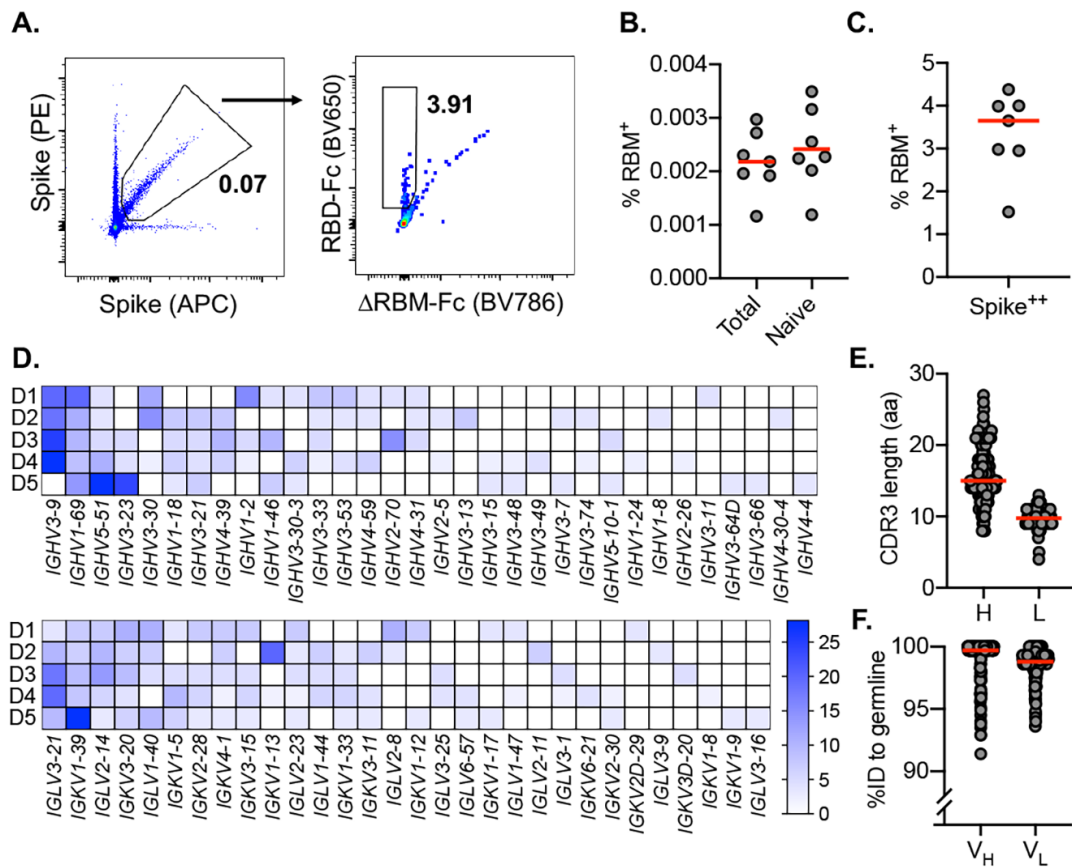 A.
Spike (PE)
0.07
Spike (APC)
RBD-Fc (BV650)
3.91
ΔRBM-Fc (BV786)
B.
% RBM+
0.004
0.003
0.002
0.001
0.000
Total
Naive
C.
% RBM+
5
4
3
2
1
0
Spike++
D.
D1
D2
D3
D4
D5
IGHV3-9
IGHV1-69
IGHV5-51
IGHV3-23
IGHV3-30
IGHV1-18
IGHV3-21
IGHV4-39
IGHV1-2
IGHV1-46
IGHV3-30-3
IGHV3-33
IGHV3-53
IGHV4-59
IGHV2-70
IGHV4-31
IGHV2-5
IGHV3-13
IGHV3-15
IGHV3-48
IGHV3-49
IGHV3-7
IGHV3-74
IGHV5-10-1
IGHV1-24
IGHV1-8
IGHV2-26
IGHV3-11
IGHV3-64D
IGHV3-66
IGHV4-30-4
IGHV4-4
D1
D2
D3
D4
D5
IGLV3-21
IGKV1-39
IGLV2-14
IGKV3-20
IGLV1-40
IGKV1-5
IGKV2-28
IGKV4-1
IGKV3-15
IGKV1-13
IGLV2-23
IGLV1-44
IGKV1-33
IGKV3-11
IGLV2-8
IGKV1-12
IGLV3-25
IGLV6-57
IGKV1-17
IGLV1-47
IGLV2-11
IGLV3-1
IGKV6-21
IGKV2-30
IGKV2D-29
IGLV3-9
IGKV3D-20
IGKV1-8
IGKV1-9
IGLV3-16
25
20
15
10
5
0
E.
CDR3 length (aa)
30
20
10
0
H
L
F.
%ID to germline
100
95
90
VH
VL